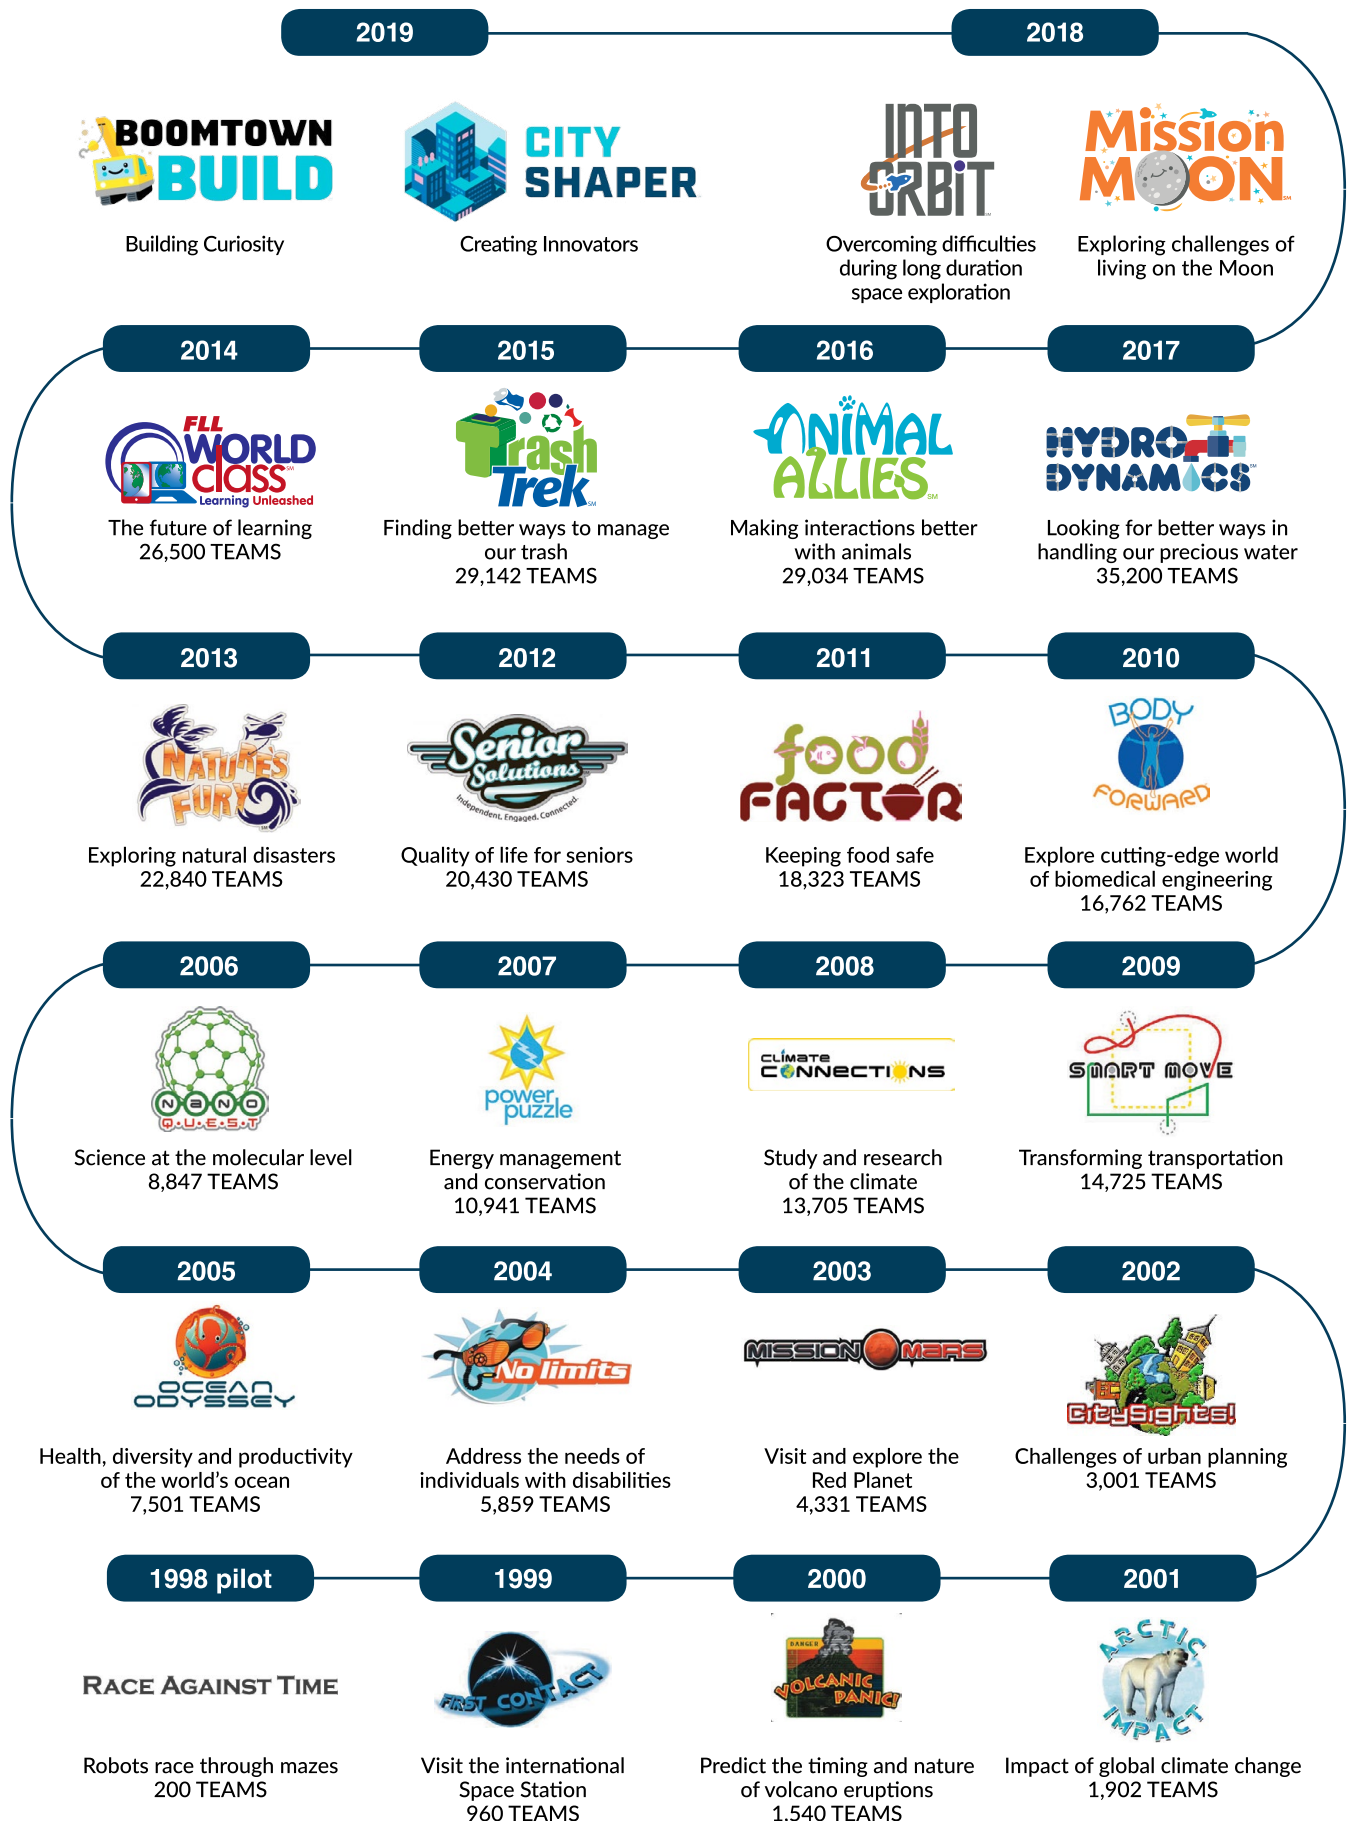 2019
2018
BOOMTOWN
BUILD
CITY
SHAPER
INTO
ORBIT
SM
Mission
MOON
SM
Building Curiosity
Creating Innovators
Overcoming difficulties
during long duration
space exploration
Exploring challenges of
living on the Moon
2014
2015
2016
2017
FLL
WORLD
class
SM
Learning Unleashed
Trash
Trek
SM
ANIMAL
ALLIES
SM
HYDRO
DYNAMICS
SM
The future of learning
26,500 TEAMS
Finding better ways to manage
our trash
29,142 TEAMS
Making interactions better
with animals
29,034 TEAMS
Looking for better ways in
handling our precious water
35,200 TEAMS
2013
2012
2011
2010
NATURE'S
FURY
SM
Senior
Solutions
Independent. Engaged. Connected.
food
FACTOR
BODY
FORWARD
Exploring natural disasters
22,840 TEAMS
Quality of life for seniors
20,430 TEAMS
Keeping food safe
18,323 TEAMS
Explore cutting-edge world
of biomedical engineering
16,762 TEAMS
2006
2007
2008
2009
NANO
Q·U·E·S·T
power
puzzle
CLIMATE
CONNECTIONS
SMART MOVE
Science at the molecular level
8,847 TEAMS
Energy management
and conservation
10,941 TEAMS
Study and research
of the climate
13,705 TEAMS
Transforming transportation
14,725 TEAMS
2005
2004
2003
2002
OCEAN
ODYSSEY
No limits
MISSION MARS
CitySights!
Health, diversity and productivity
of the world’s ocean
7,501 TEAMS
Address the needs of
individuals with disabilities
5,859 TEAMS
Visit and explore the
Red Planet
4,331 TEAMS
Challenges of urban planning
3,001 TEAMS
1998 pilot
1999
2000
2001
RACE AGAINST TIME
FIRST CONTACT
DANGER
VOLCANIC
PANIC!
ARCTIC
IMPACT
Robots race through mazes
200 TEAMS
Visit the international
Space Station
960 TEAMS
Predict the timing and nature
of volcano eruptions
1,540 TEAMS
Impact of global climate change
1,902 TEAMS